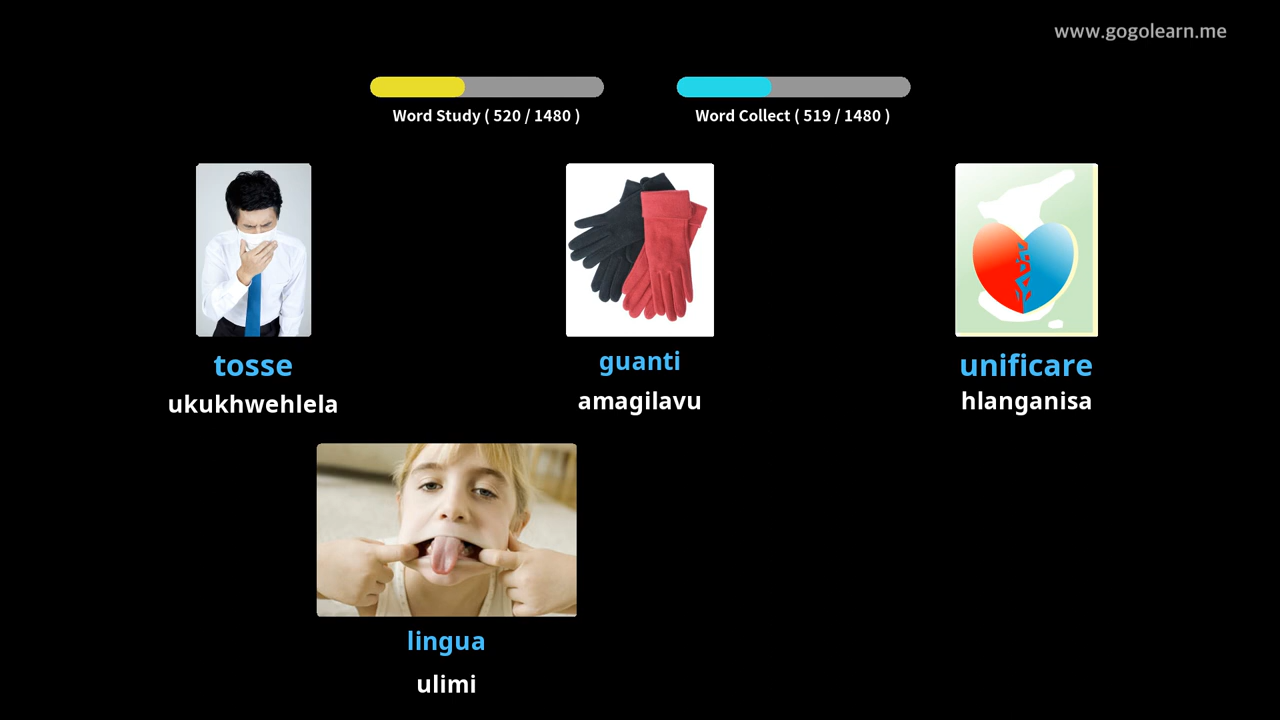 www.gogolearn.me
Word Study ( 520 / 1480 )
Word Collect ( 519 / 1480 )
tosse
ukukhwehlela
guanti
amagilavu
unificare
hlanganisa
lingua
ulimi